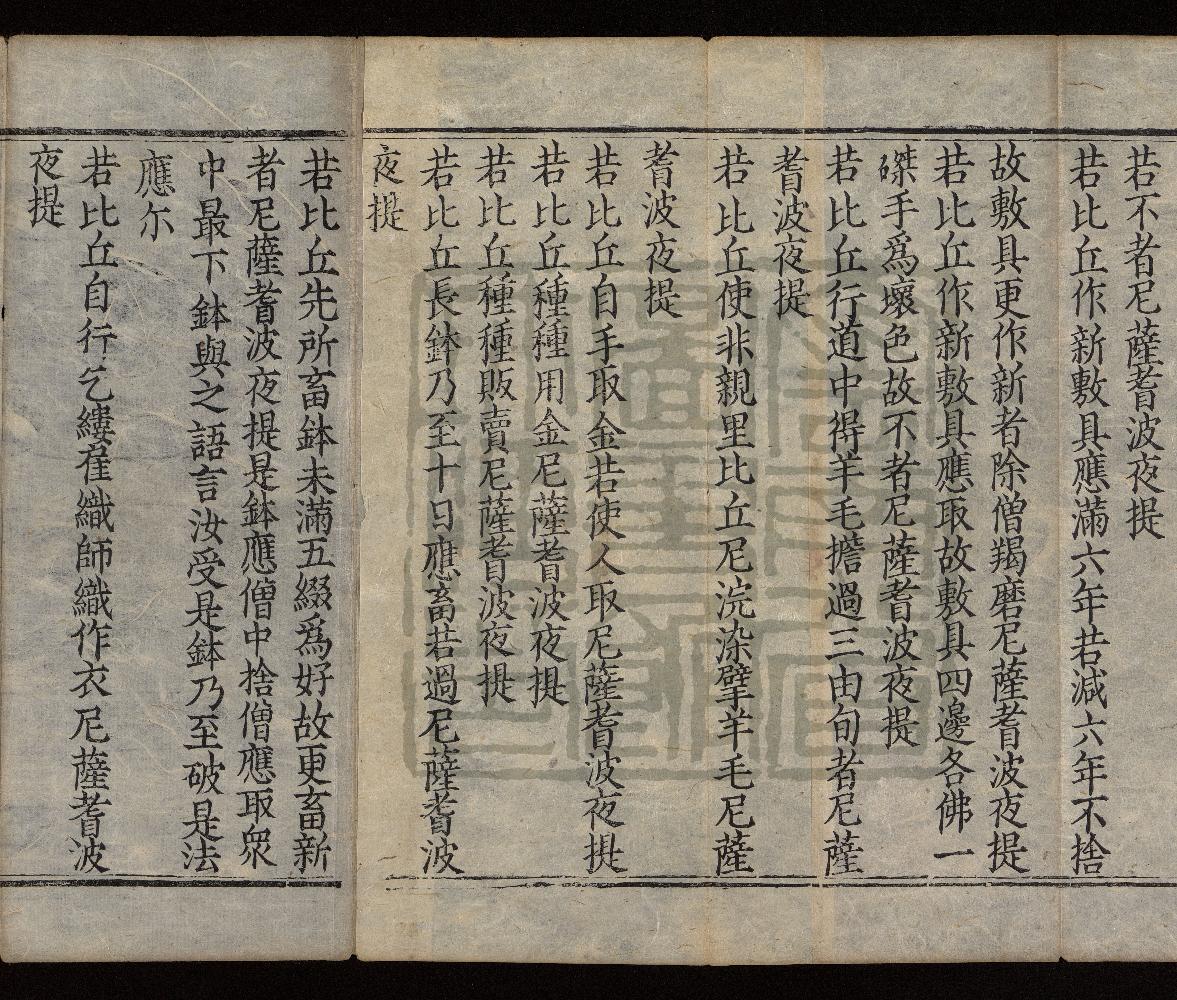 若不者尼薩耆波夜提
若比丘作新敷具應滿六年若減六年不捨
故敷具更作新者除僧羯磨尼薩耆波夜提
若比丘作新敷具應取故敷具四邊各佛一
磔手爲壞色故不者尼薩耆波夜提
若比丘行道中得羊毛擔過三由旬者尼薩
耆波夜提
若比丘使非親里比丘尼浣染擘羊毛尼薩
耆波夜提
若比丘自手取金若使人取尼薩耆波夜提
若比丘種種用金尼薩耆波夜提
若比丘種種販賣尼薩耆波夜提
若比丘長鉢乃至十日應畜若過尼薩耆波
夜提
若比丘先所畜鉢未滿五綴爲好故更畜新
者尼薩耆波夜提是鉢應僧中捨僧應取衆
中最下鉢與之語言汝受是鉢乃至破是法
應尒
若比丘自行乞縷雇織師織作衣尼薩耆波
夜提